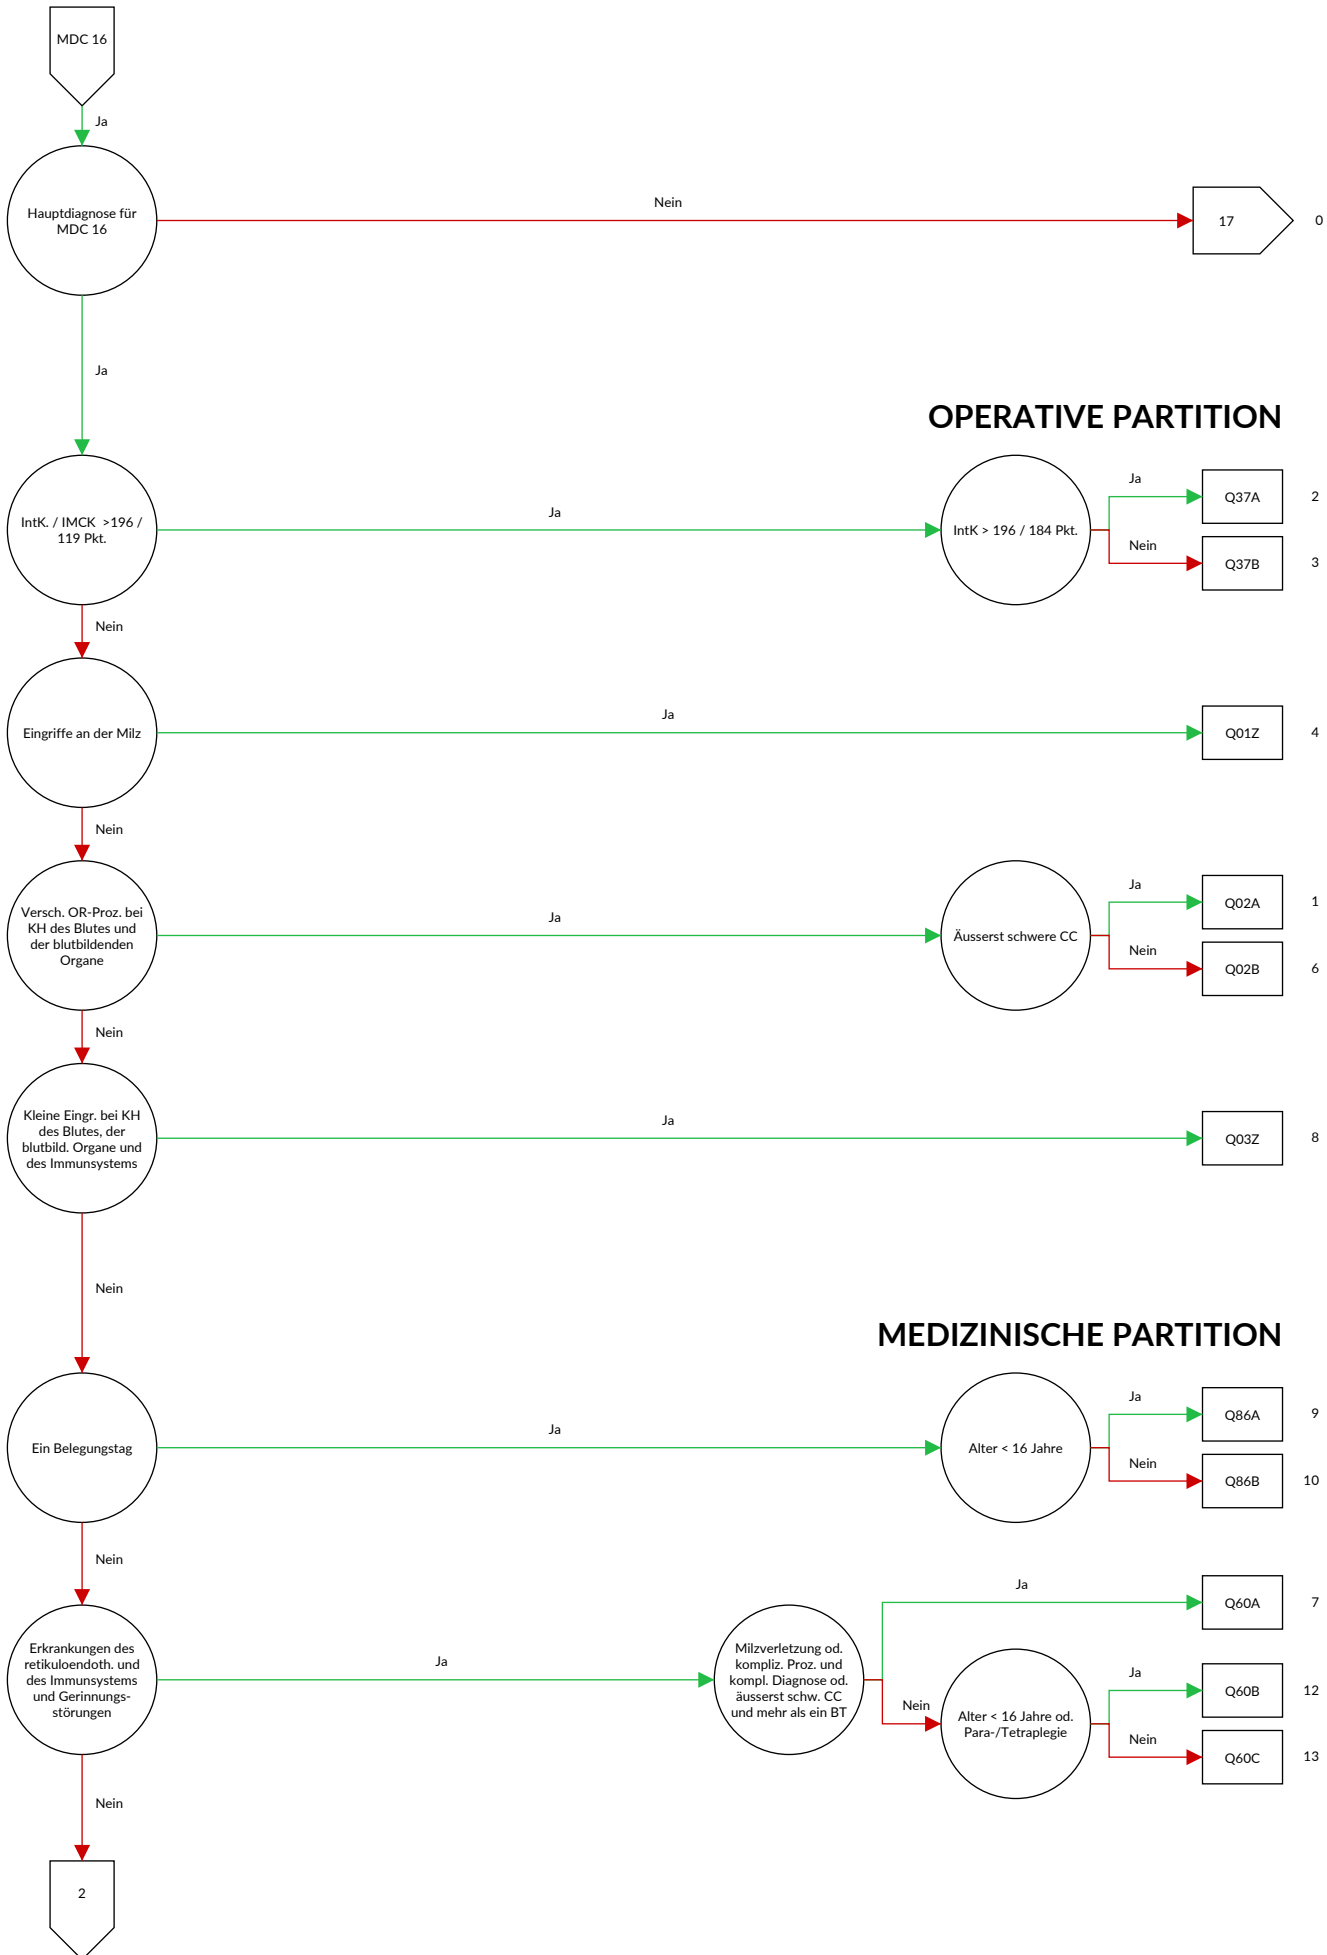 MDC 16
Ja
Hauptdiagnose für
MDC 16
Nein
17
0
Ja
OPERATIVE PARTITION
IntK. / IMCK >196 /
119 Pkt.
Ja
IntK > 196 / 184 Pkt.
Ja
Q37A
2
Nein
Q37B
3
Nein
Eingriffe an der Milz
Ja
Q01Z
4
Nein
Versch. OR-Proz. bei
KH des Blutes und
der blutbildenden
Organe
Ja
Äusserst schwere CC
Ja
Q02A
1
Nein
Q02B
6
Nein
Kleine Eingr. bei KH
des Blutes, der
blutbild. Organe und
des Immunsystems
Ja
Q03Z
8
Nein
MEDIZINISCHE PARTITION
Ein Belegungstag
Ja
Alter < 16 Jahre
Ja
Q86A
9
Nein
Q86B
10
Nein
Erkrankungen des
retikuloendoth. und
des Immunsystems
und Gerinnungs-
störungen
Ja
Milzverletzung od.
kompliz. Proz. und
kompl. Diagnose od.
äusserst schw. CC
und mehr als ein BT
Ja
Q60A
7
Nein
Alter < 16 Jahre od.
Para-/Tetraplegie
Ja
Q60B
12
Nein
Q60C
13
Nein
2